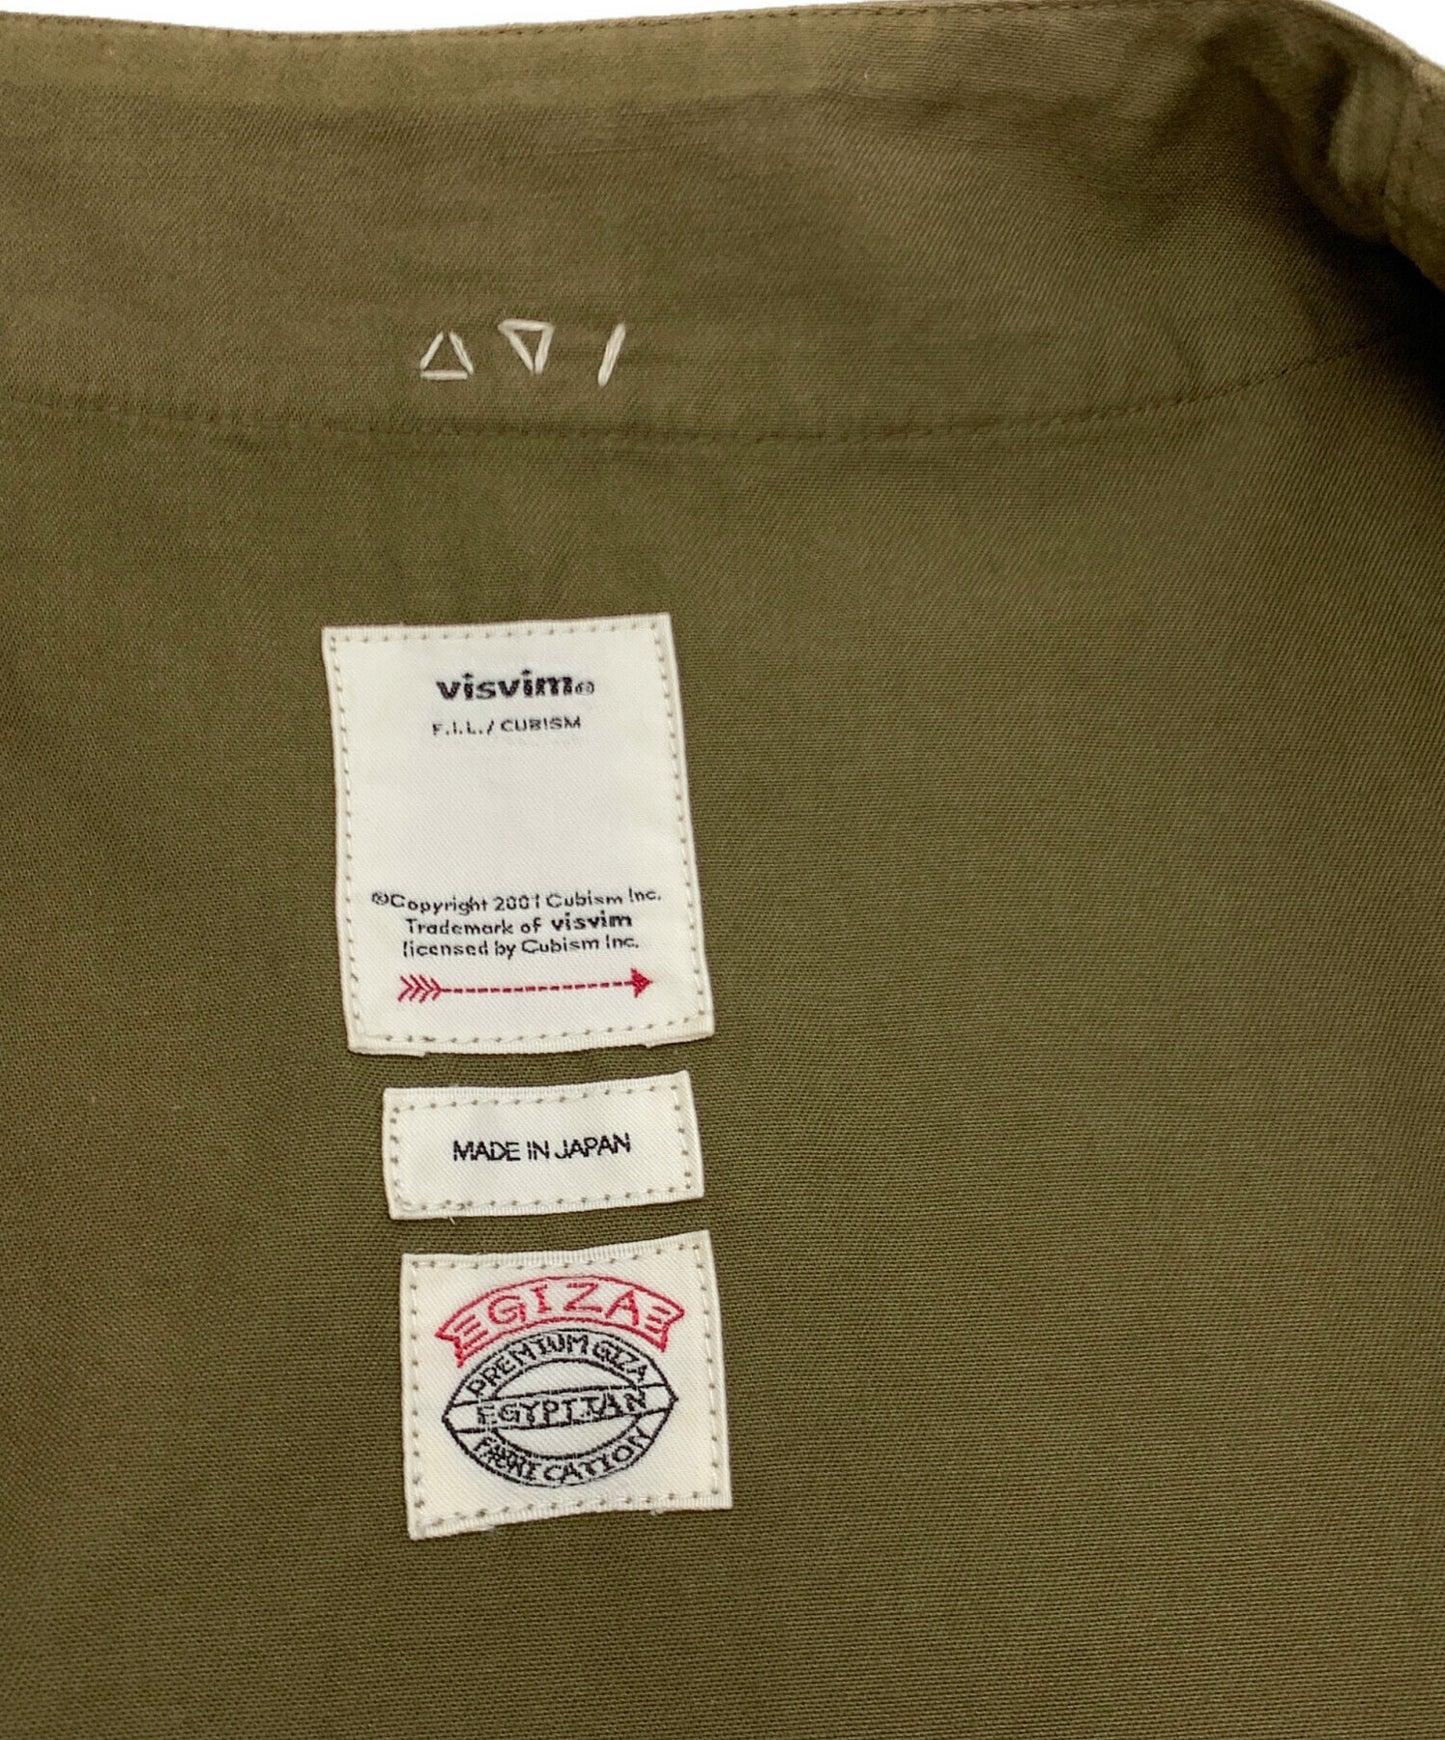 visvim®
F.I.L./ CUBISM
©Copyright 2001 Cubism Inc.
Trademark of visvim
licensed by Cubism Inc.
MADE IN JAPAN
GIZA
PREMIUM GIZA
EGYPTIAN
FABRICATION